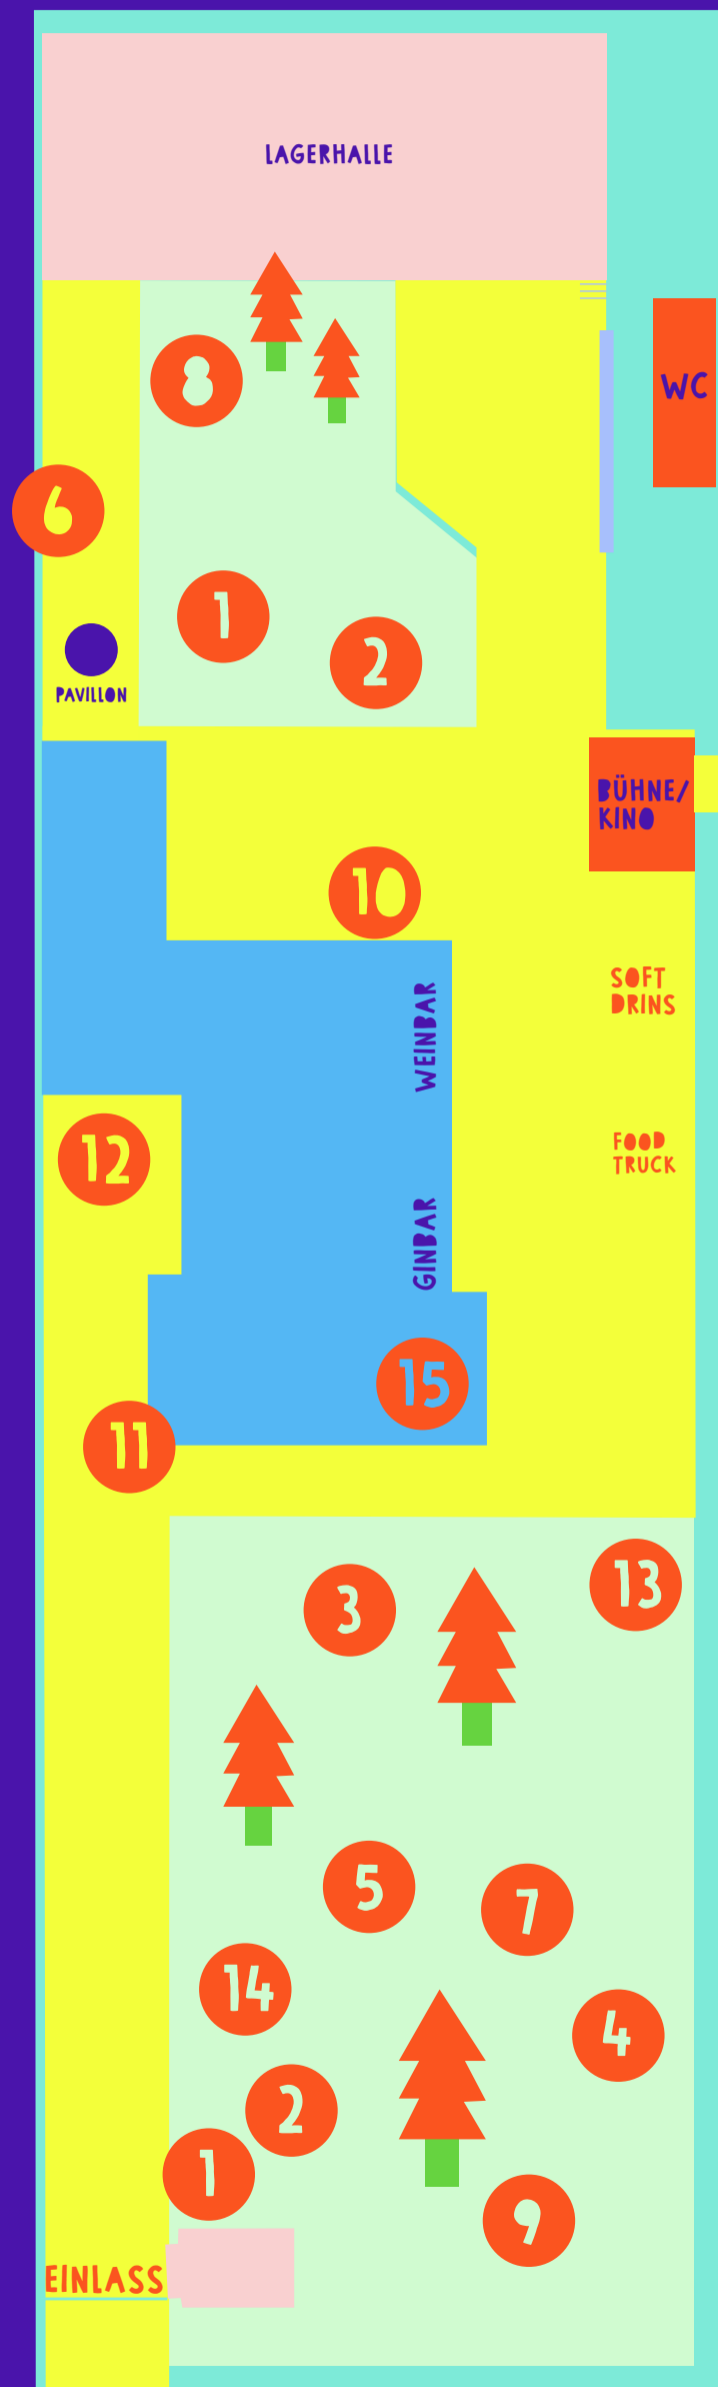 LAGERHALLE
8
WC
6
1
2
PAVILLON
BÜHNE/
KINO
10
SOFT
DRINS
WEINBAR
12
FOOD
TRUCK
GINBAR
15
11
3
13
5
7
14
4
2
1
9
EINLASS